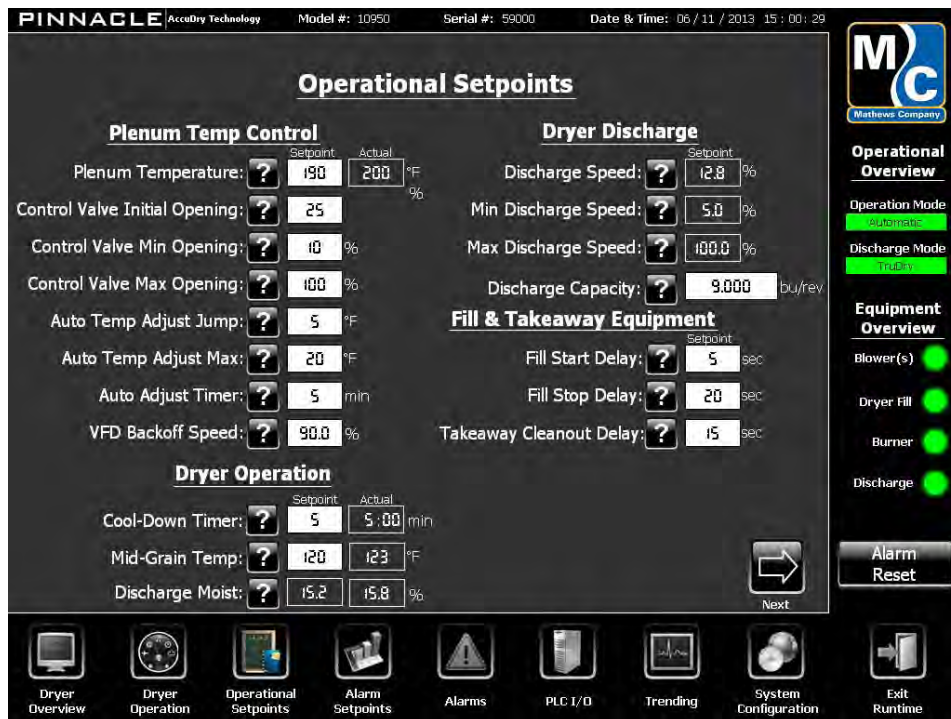 PINNACLE AccuDry Technology Model #: 10950 Serial #: 59000 Date & Time: 06/11/2013 15:00:29
Operational Setpoints
Plenum Temp Control
Setpoint Actual
Plenum Temperature: ? 190 200 °F
%
Control Valve Initial Opening: ? 25
Control Valve Min Opening: ? 10 %
Control Valve Max Opening: ? 100 %
Auto Temp Adjust Jump: ? 5 °F
Auto Temp Adjust Max: ? 20 °F
Auto Adjust Timer: ? 5 min
VFD Backoff Speed: ? 90.0 %
Dryer Operation
Setpoint Actual
Cool-Down Timer: ? 5 5:00 min
Mid-Grain Temp: ? 120 123 °F
Discharge Moist: ? 15.2 15.8 %
Dryer Discharge
Setpoint
Discharge Speed: ? 12.8 %
Min Discharge Speed: ? 5.0 %
Max Discharge Speed: ? 100.0 %
Discharge Capacity: ? 9.000 bu/rev
Fill & Takeaway Equipment
Setpoint
Fill Start Delay: ? 5 sec
Fill Stop Delay: ? 20 sec
Takeaway Cleanout Delay: ? 15 sec
Next
MC
Mathews Company
Operational
Overview
Operation Mode
Automatic
Discharge Mode
TruDry
Equipment
Overview
Blower(s)
Dryer Fill
Burner
Discharge
Alarm
Reset
Dryer
Overview
Dryer
Operation
Operational
Setpoints
Alarm
Setpoints
Alarms
PLC I/O
Trending
System
Configuration
Exit
Runtime